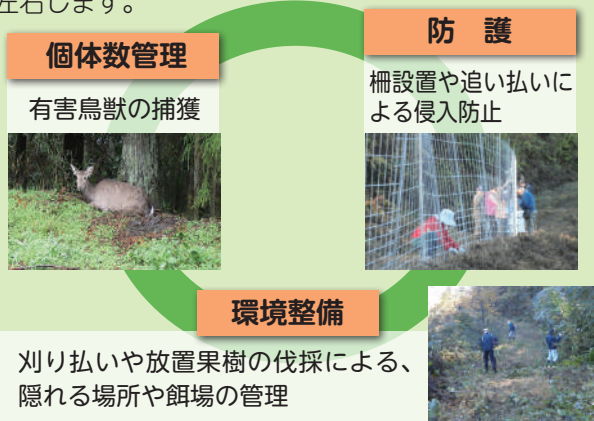 左右します。
個体数管理
有害鳥獣の捕獲
防　護
柵設置や追い払いに
よる侵入防止
環境整備
刈り払いや放置果樹の伐採による、
隠れる場所や餌場の管理